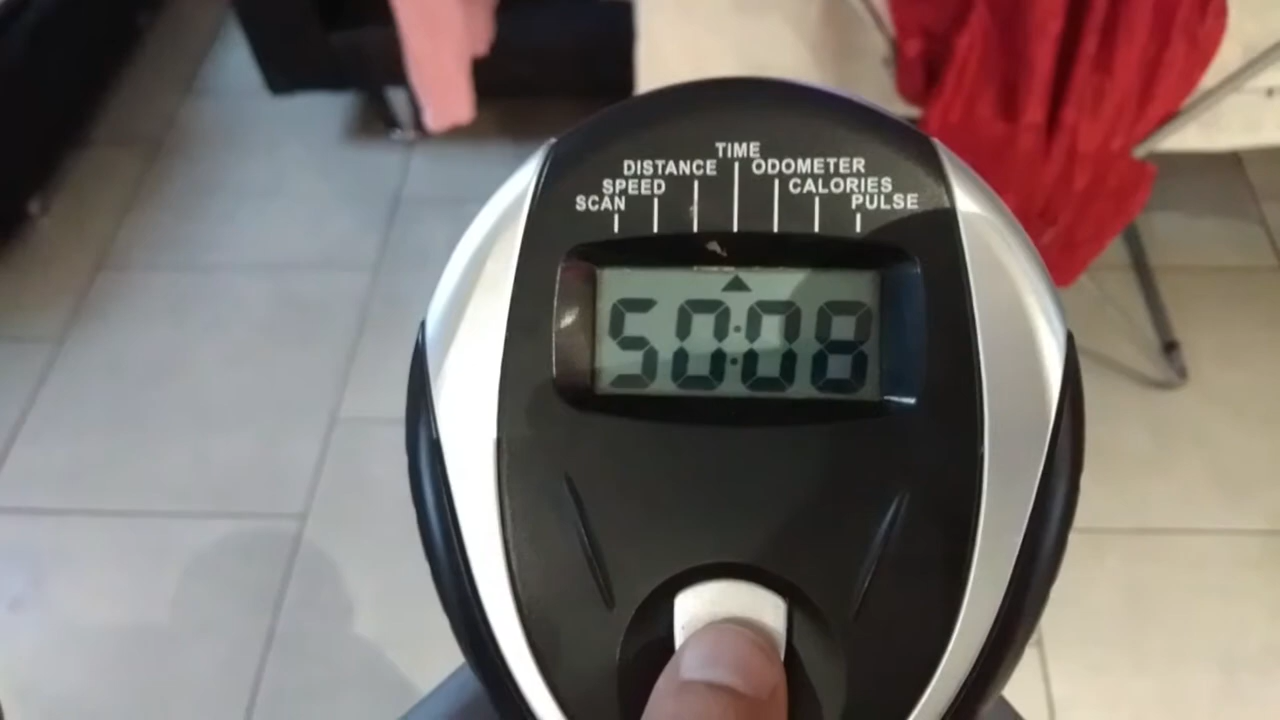 TIME
DISTANCE ODOMETER
SPEED CALORIES
SCAN PULSE
50:08